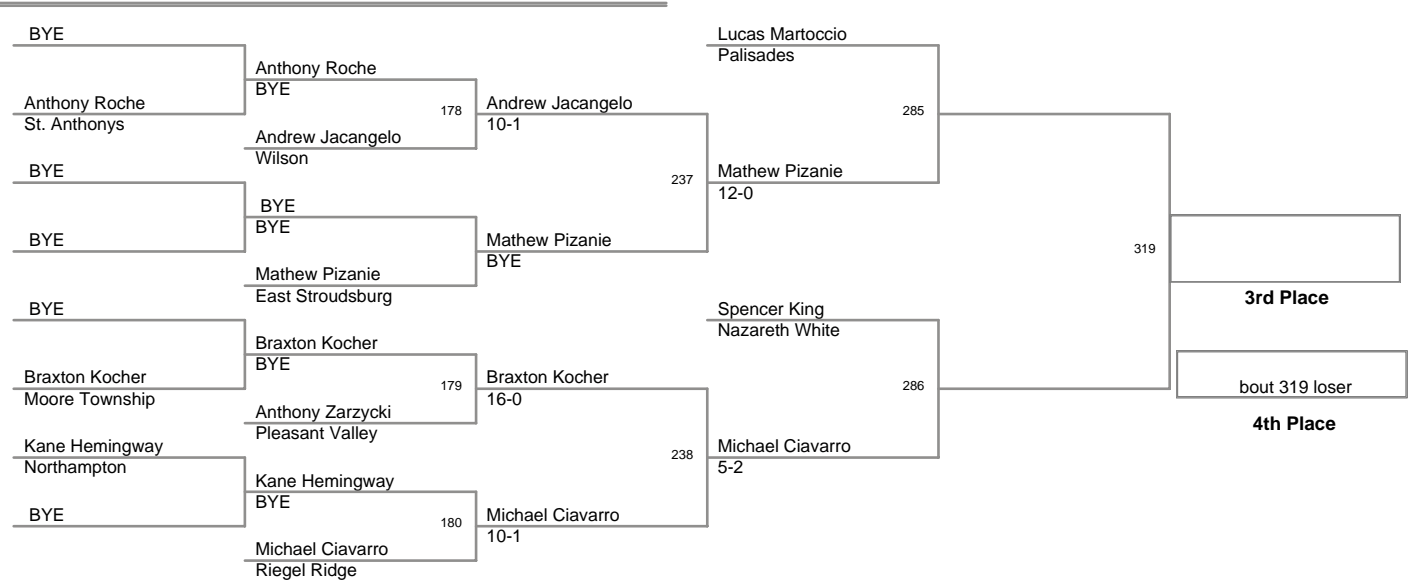 BYE
Anthony Roche
St. Anthonys
BYE
BYE
BYE
Braxton Kocher
Moore Township
Kane Hemingway
Northampton
BYE
Anthony Roche
BYE
178
Andrew Jacangelo
Wilson
BYE
BYE
Mathew Pizanie
East Stroudsburg
Braxton Kocher
BYE
179
Anthony Zarzycki
Pleasant Valley
Kane Hemingway
BYE
180
Michael Ciavarro
Riegel Ridge
Andrew Jacangelo
10-1
237
Mathew Pizanie
BYE
Braxton Kocher
16-0
238
Michael Ciavarro
10-1
Lucas Martoccio
Palisades
285
Mathew Pizanie
12-0
Spencer King
Nazareth White
286
Michael Ciavarro
5-2
319
3rd Place
bout 319 loser
4th Place